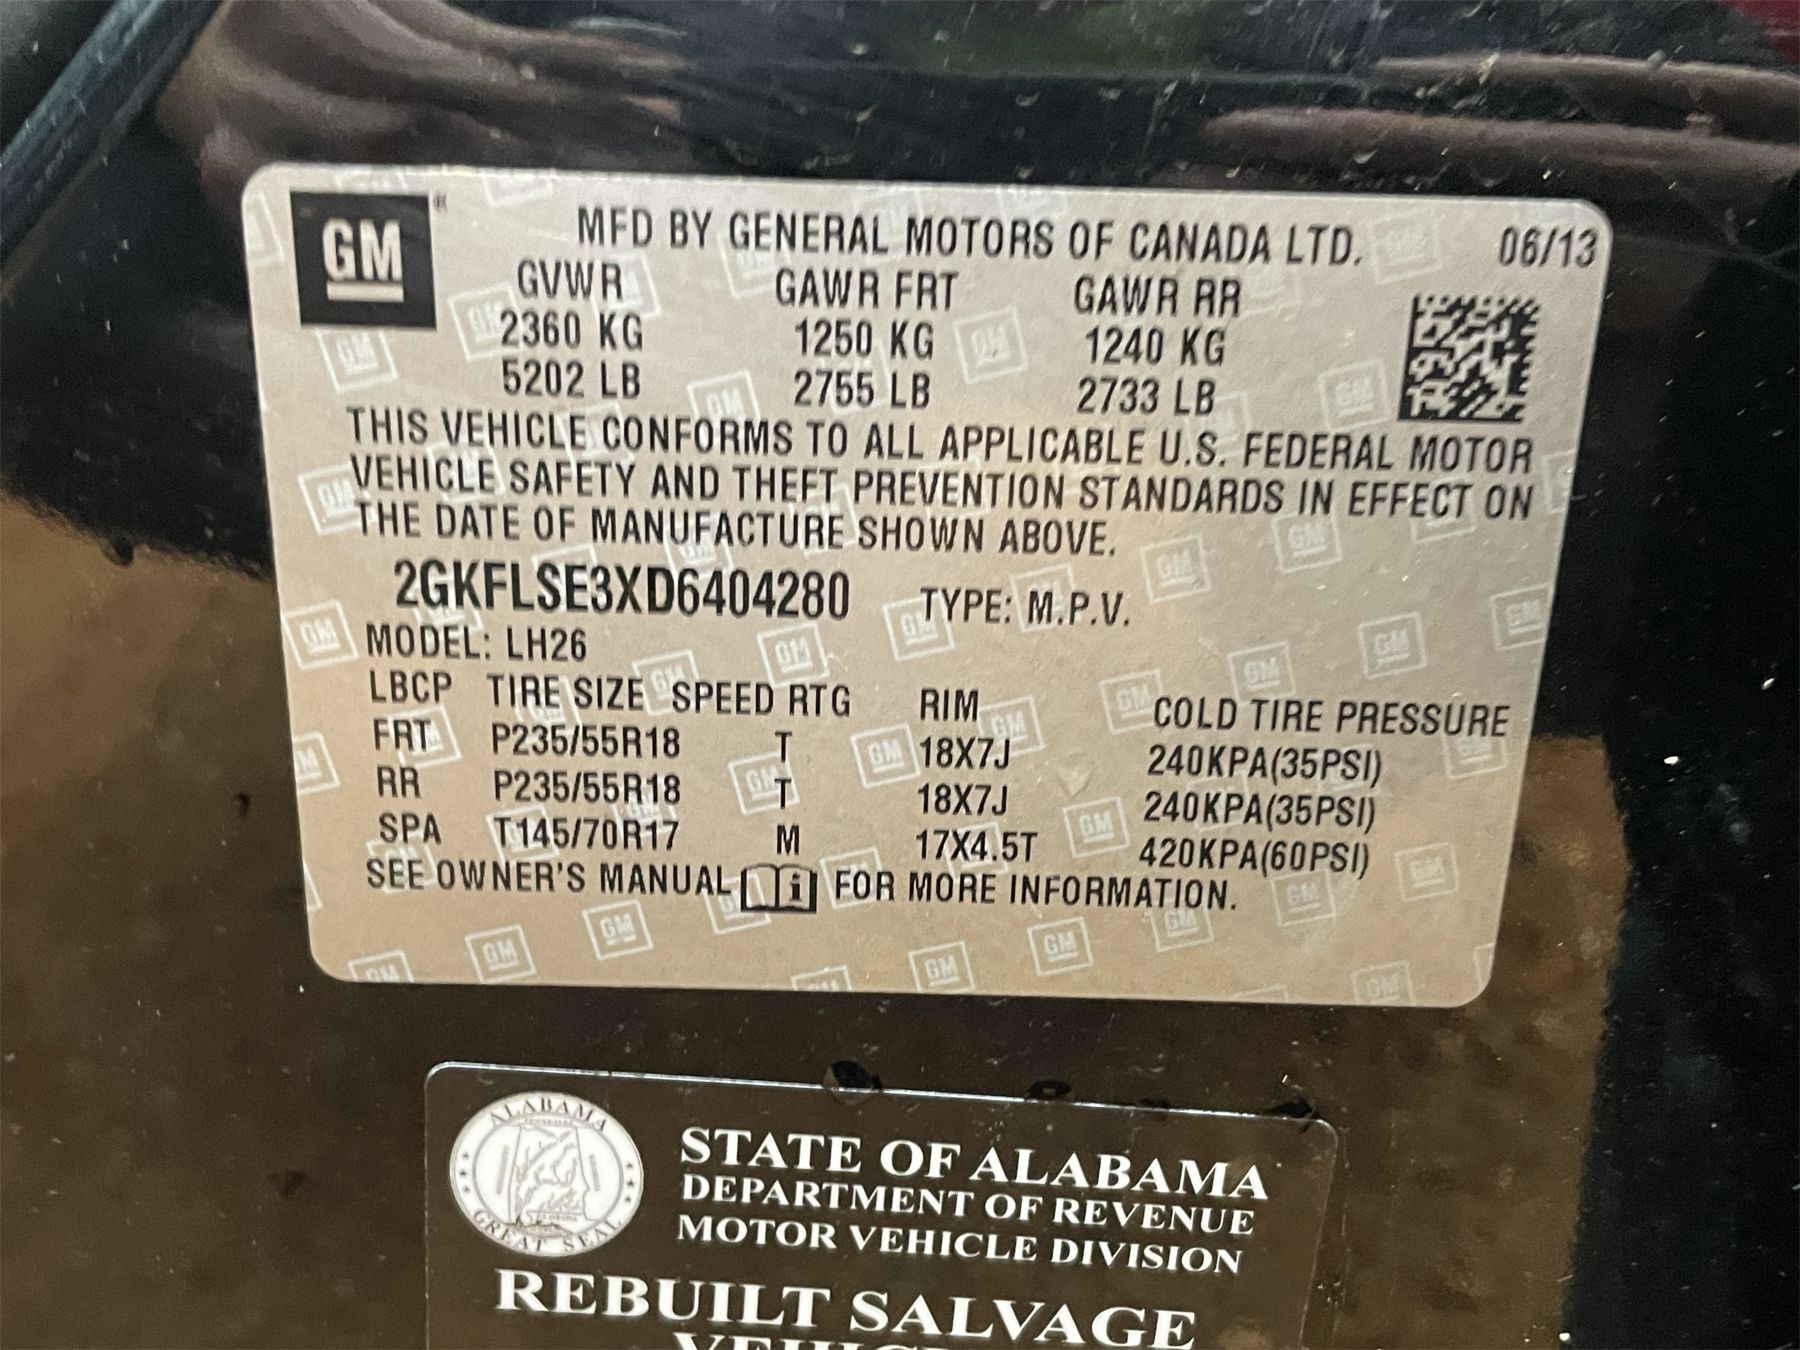 GM
MFD BY GENERAL MOTORS OF CANADA LTD. 06/13
GVWR GAWR FRT GAWR RR
2360 KG 1250 KG 1240 KG
5202 LB 2755 LB 2733 LB
THIS VEHICLE CONFORMS TO ALL APPLICABLE U.S. FEDERAL MOTOR
VEHICLE SAFETY AND THEFT PREVENTION STANDARDS IN EFFECT ON
THE DATE OF MANUFACTURE SHOWN ABOVE.
2GKFLSE3XD6404280 TYPE: M.P.V.
MODEL: LH26
LBCP TIRE SIZE SPEED RTG RIM COLD TIRE PRESSURE
FRT P235/55R18 T 18X7J 240KPA(35PSI)
RR P235/55R18 T 18X7J 240KPA(35PSI)
SPA T145/70R17 M 17X4.5T 420KPA(60PSI)
SEE OWNER'S MANUAL i FOR MORE INFORMATION.
ALABAMA
GREAT SEAL
STATE OF ALABAMA
DEPARTMENT OF REVENUE
MOTOR VEHICLE DIVISION
REBUILT SALVAGE